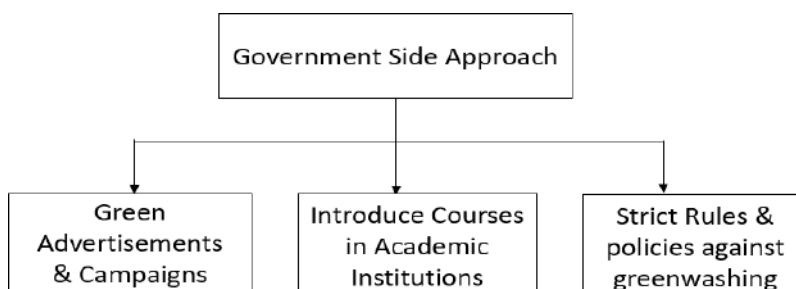 Government Side Approach
Green
Advertisements
& Campaigns
Introduce Courses
in Academic
Institutions
Strict Rules &
policies against
greenwashing